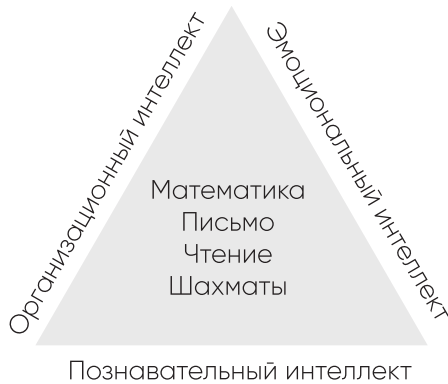 Организационный интеллект
Эмоциональный интеллект
Математика
Письмо
Чтение
Шахматы
Познавательный интеллект